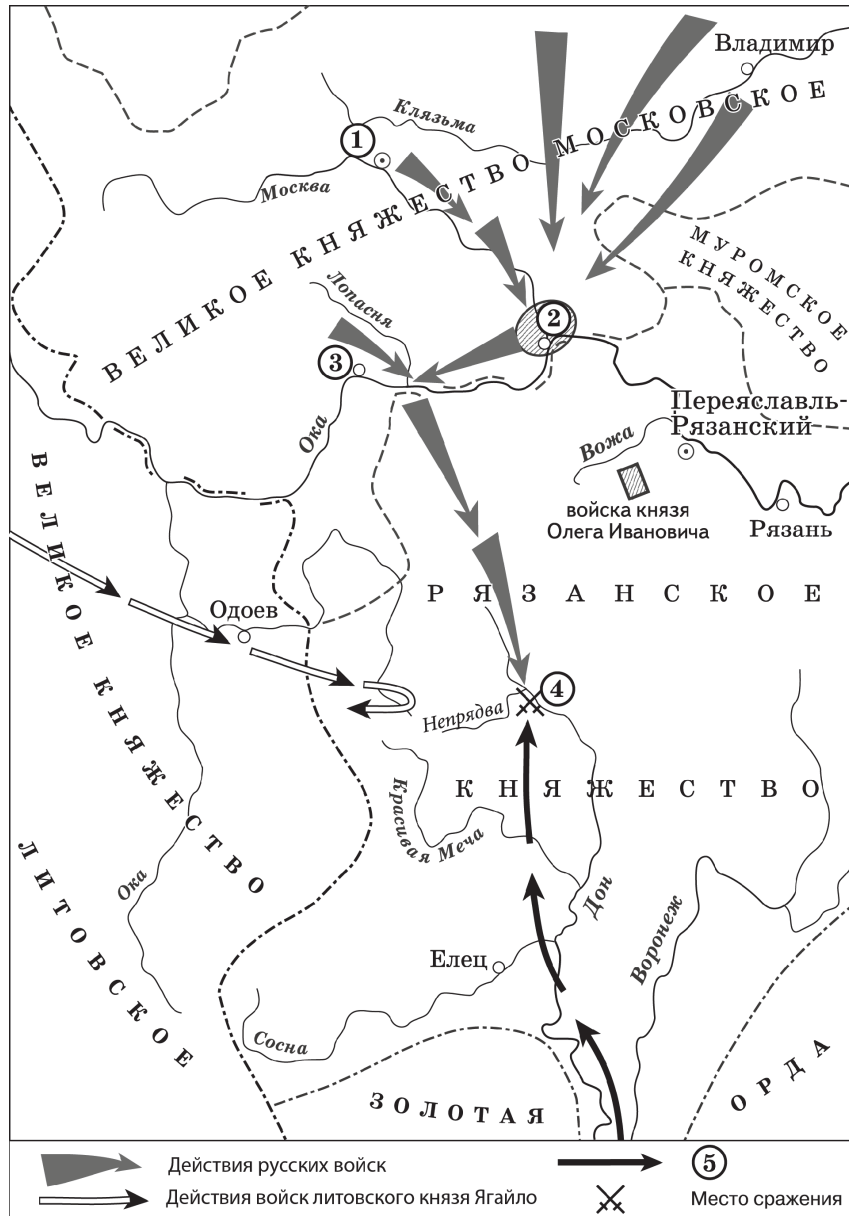 Владимир
Клязьма
1
Москва
ВЕЛИКОЕ КНЯЖЕСТВО МОСКОВСКОЕ
МУРОМСКОЕ
КНЯЖЕСТВО
Лопасня
2
3
Ока
Переяславль-
Рязанский
Вожа
войска князя
Олега Ивановича
Рязань
ВЕЛИКОЕ КНЯЖЕСТВО
ЛИТОВСКОЕ
Одоев
РЯЗАНСКОЕ
4
Непрядва
КНЯЖЕСТВО
Красивая Меча
Ока
Дон
Воронеж
Елец
Сосна
ЗОЛОТАЯ
ОРДА
Действия русских войск
5
Действия войск литовского князя Ягайло
Место сражения